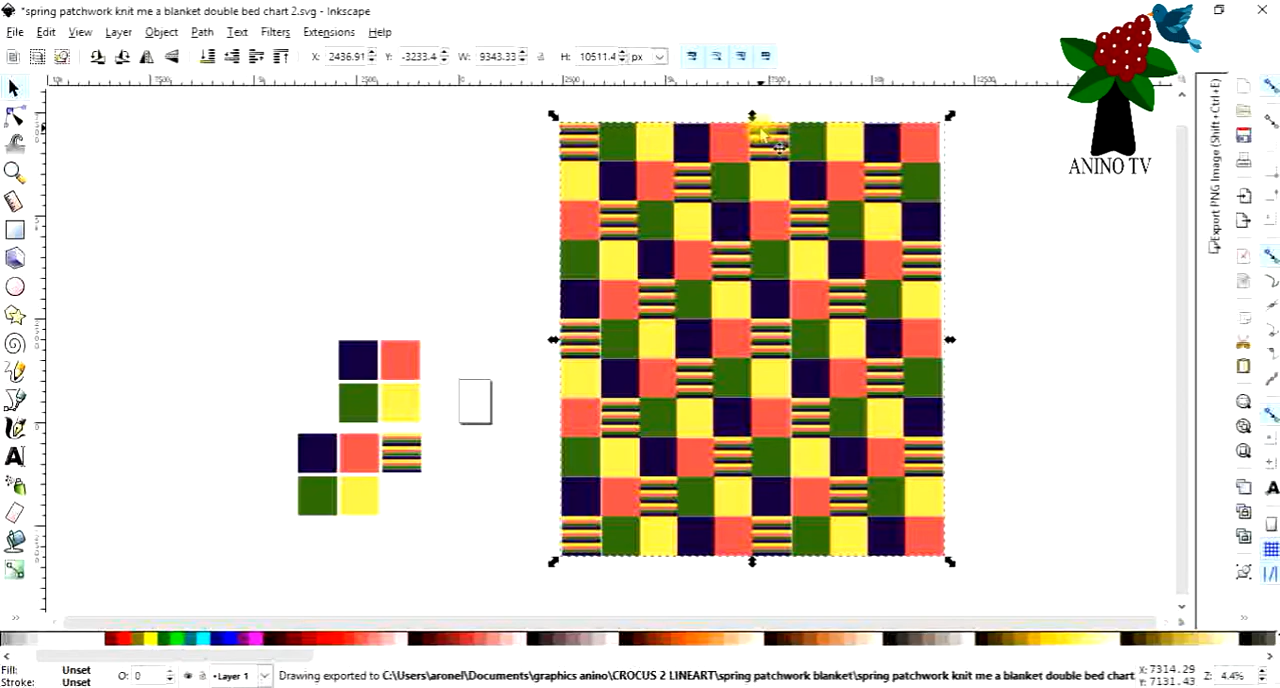 *spring patchwork knit me a blanket double bed chart 2.svg - Inkscape
File Edit View Layer Object Path Text Filters Extensions Help
X: 2436.91 Y: -3233.4 W: 9343.33 H: 10511.4 px
ANINO TV
Export PNG Image (Shift+Ctrl+E)
Fill: Unset
Stroke: Unset
O: 0
•Layer 1
Drawing exported to C:\Users\aronel\Documents\graphics anino\CROCUS 2 LINEART\spring patchwork blanket\spring patchwork knit me a blanket double bed chart
X: 7314.29
Y: 7131.43
Z: 4.4%